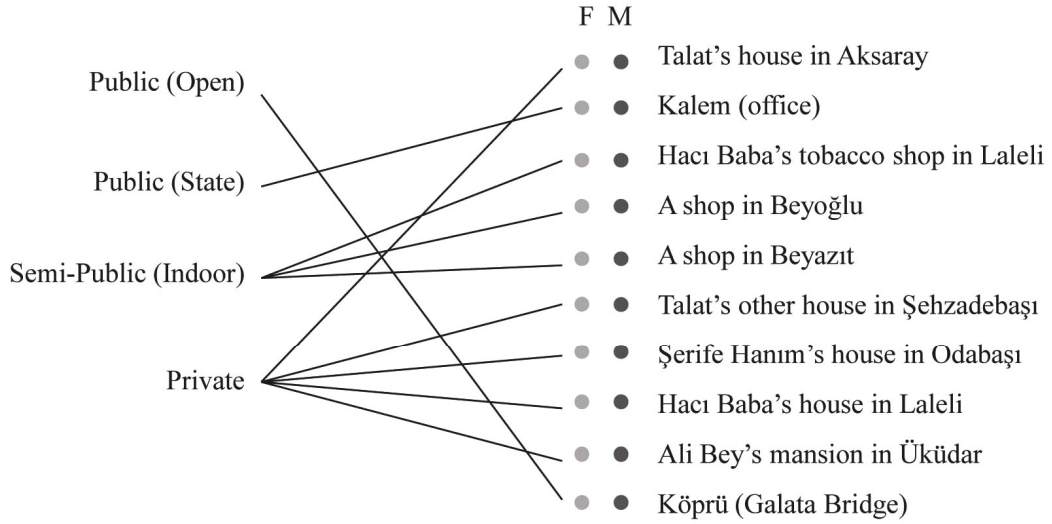 F M
Public (Open)
Public (State)
Semi-Public (Indoor)
Private
Talat’s house in Aksaray
Kalem (office)
Hacı Baba’s tobacco shop in Laleli
A shop in Beyoğlu
A shop in Beyazıt
Talat’s other house in Şehzadebaşı
Şerife Hanım’s house in Odabaşı
Hacı Baba’s house in Laleli
Ali Bey’s mansion in Üküdar
Köprü (Galata Bridge)